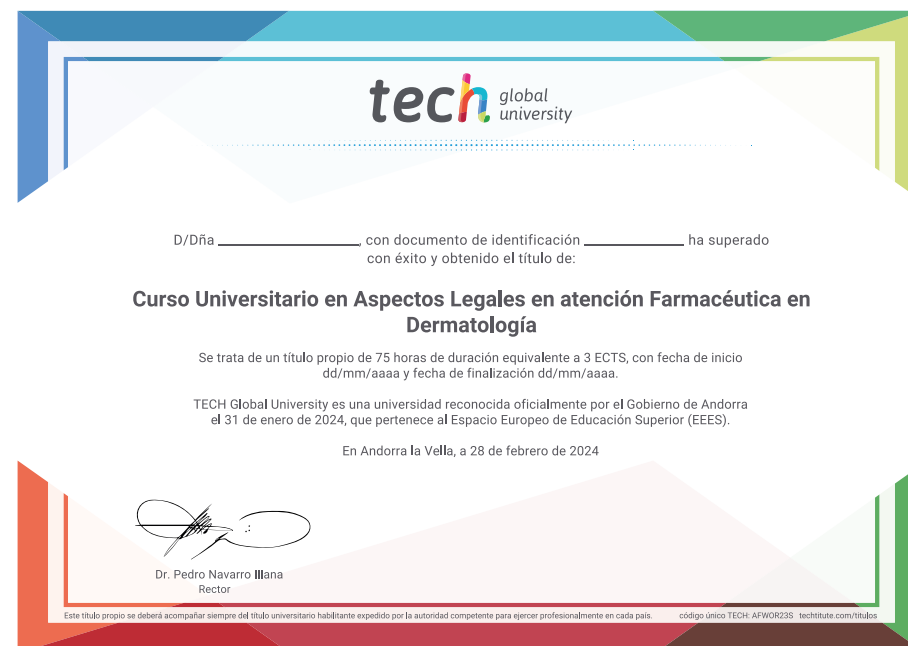 tech global
university
D/Dña ____________________, con documento de identificación ______________ ha superado
con éxito y obtenido el título de:
Curso Universitario en Aspectos Legales en atención Farmacéutica en
Dermatología
Se trata de un título propio de 75 horas de duración equivalente a 3 ECTS, con fecha de inicio
dd/mm/aaaa y fecha de finalización dd/mm/aaaa.
TECH Global University es una universidad reconocida oficialmente por el Gobierno de Andorra
el 31 de enero de 2024, que pertenece al Espacio Europeo de Educación Superior (EEES).
En Andorra la Vella, a 28 de febrero de 2024
Dr. Pedro Navarro Illana
Rector
Este título propio se deberá acompañar siempre del título universitario habilitante expedido por la autoridad competente para ejercer profesionalmente en cada país. código único TECH: AFWOR23S techtitute.com/titulos